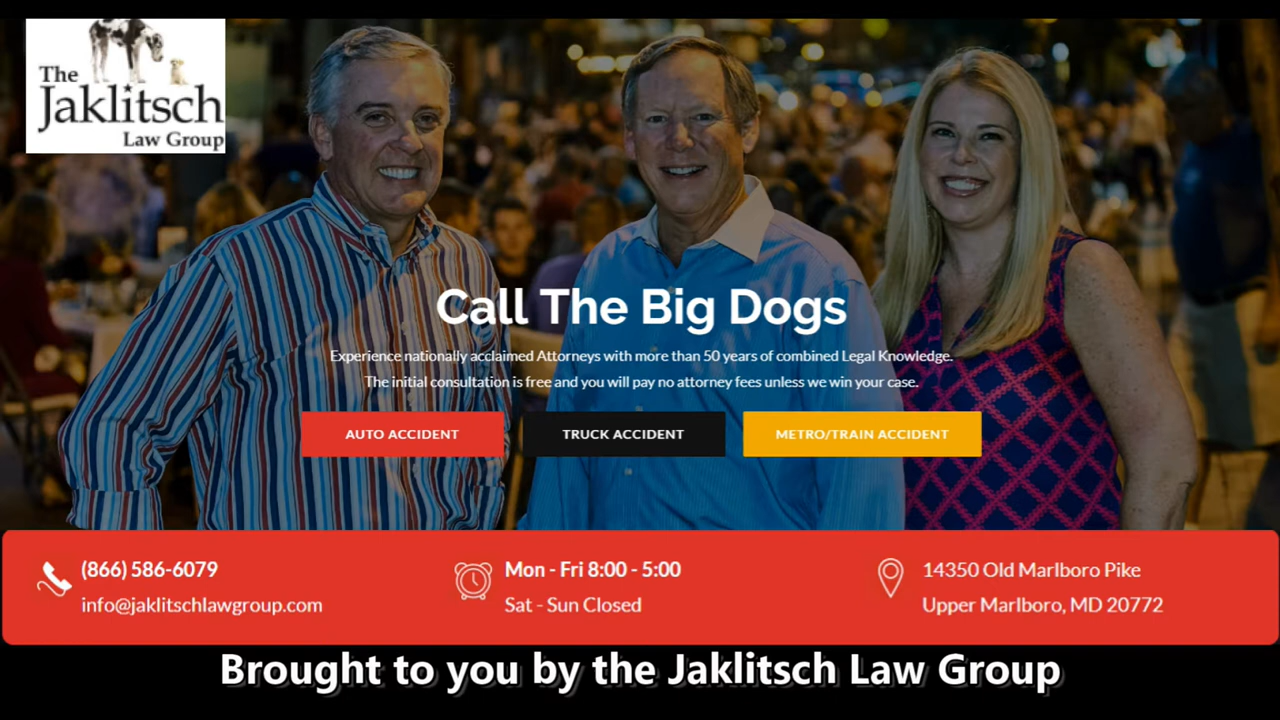 The
Jaklitsch
Law Group
Call The Big Dogs
Experience nationally acclaimed Attorneys with more than 50 years of combined Legal Knowledge.
The initial consultation is free and you will pay no attorney fees unless we win your case.
AUTO ACCIDENT TRUCK ACCIDENT METRO/TRAIN ACCIDENT
(866) 586-6079
info@jaklitschlawgroup.com
Mon - Fri 8:00 - 5:00
Sat - Sun Closed
14350 Old Marlboro Pike
Upper Marlboro, MD 20772
Brought to you by the Jaklitsch Law Group